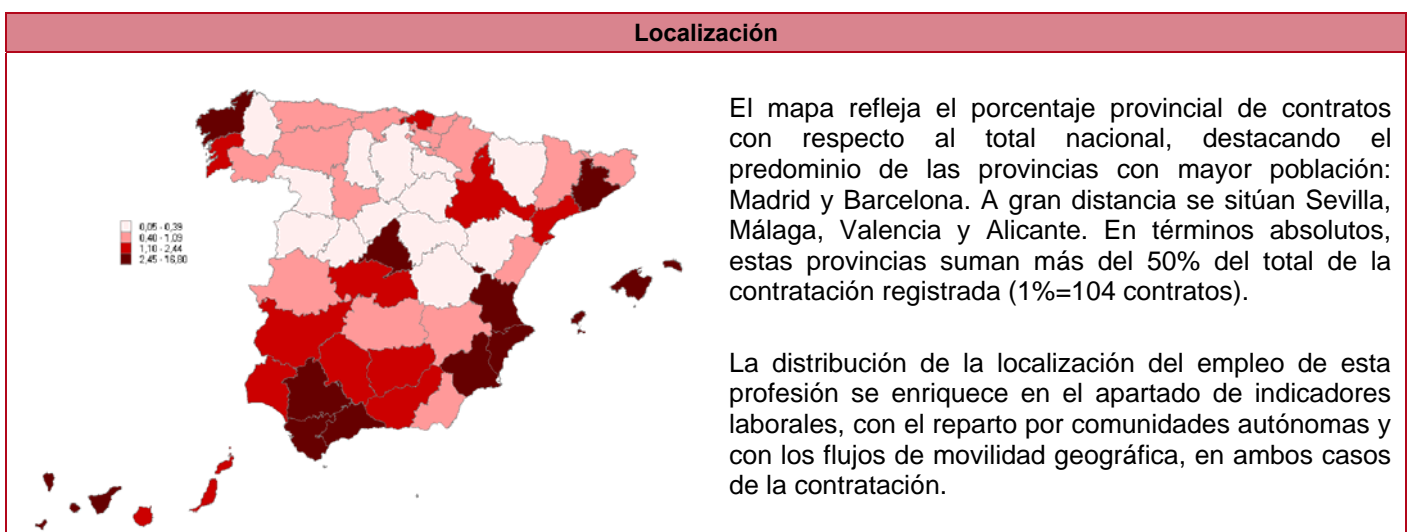 Localización
0,05 - 0,39
0,40 - 1,09
1,10 - 2,44
2,45 - 16,80
El mapa refleja el porcentaje provincial de contratos
con respecto al total nacional, destacando el
predominio de las provincias con mayor población:
Madrid y Barcelona. A gran distancia se sitúan Sevilla,
Málaga, Valencia y Alicante. En términos absolutos,
estas provincias suman más del 50% del total de la
contratación registrada (1%=104 contratos).
La distribución de la localización del empleo de esta
profesión se enriquece en el apartado de indicadores
laborales, con el reparto por comunidades autónomas y
con los flujos de movilidad geográfica, en ambos casos
de la contratación.